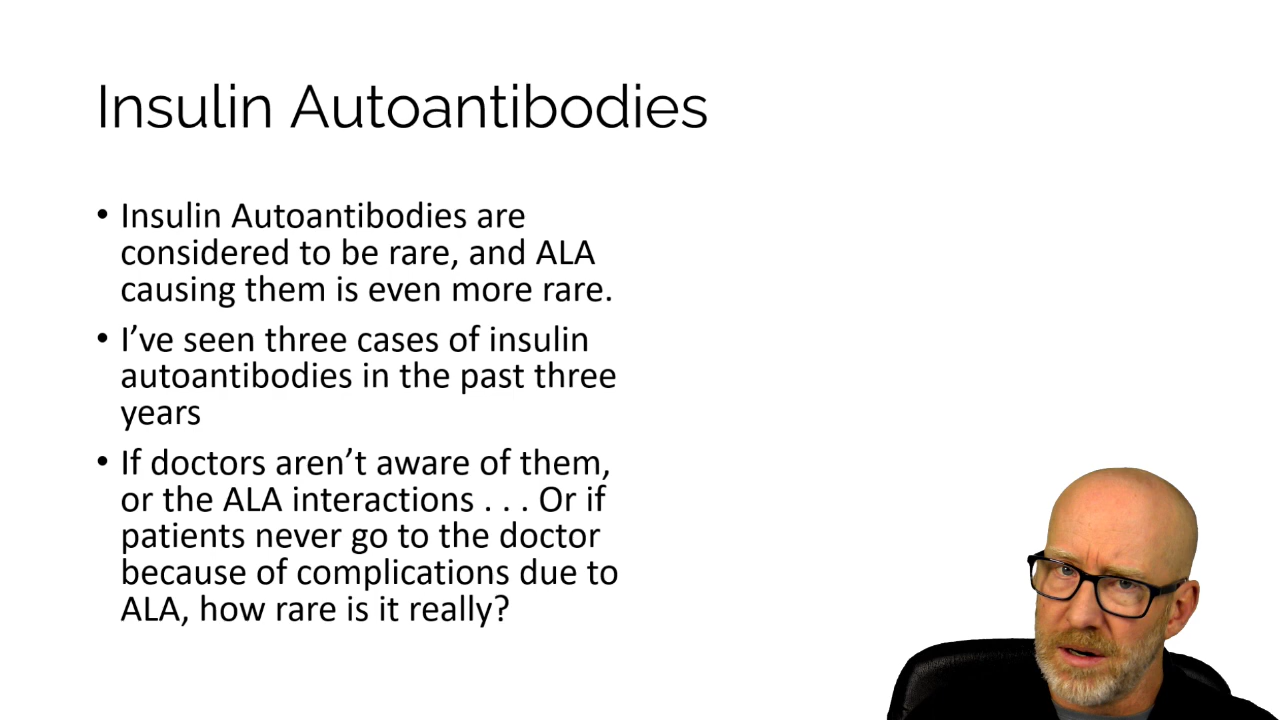 Insulin Autoantibodies
• Insulin Autoantibodies are
considered to be rare, and ALA
causing them is even more rare.
• I’ve seen three cases of insulin
autoantibodies in the past three
years
• If doctors aren’t aware of them,
or the ALA interactions . . . Or if
patients never go to the doctor
because of complications due to
ALA, how rare is it really?